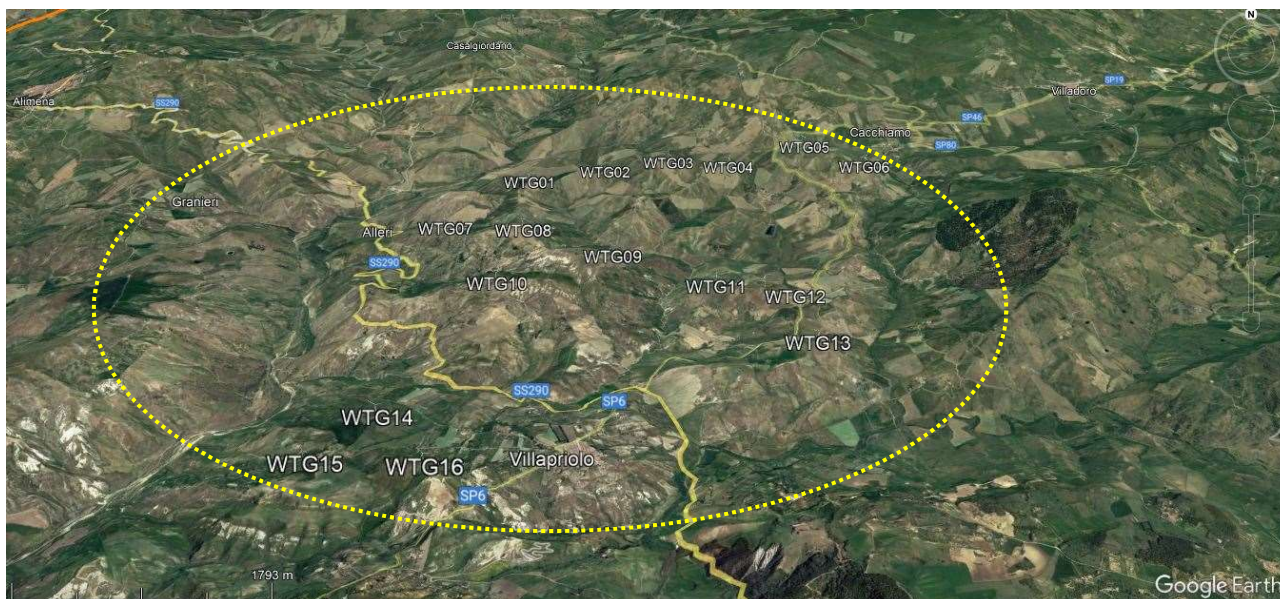 N
Casalgiordano
SP19
Alimena
SS290
Villadoro
SP46
Cacchiamo
SP80
WTG05
WTG03
WTG04
WTG06
WTG02
WTG01
Granieri
WTG07
Alleri
WTG08
WTG09
SS290
WTG10
WTG11
WTG12
WTG13
SS290
SP6
WTG14
Villapriolo
WTG15
WTG16
SP6
1793 m
Google Earth